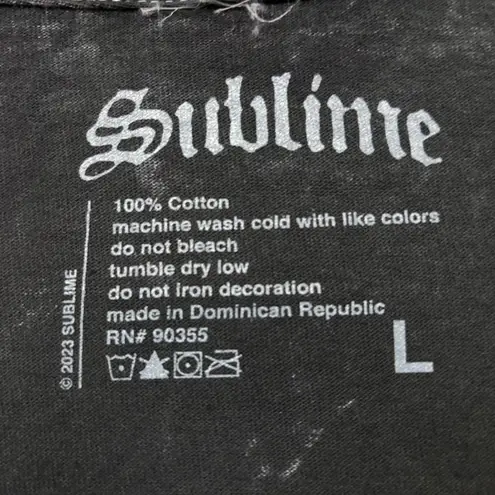 Sublime
100% Cotton
machine wash cold with like colors
do not bleach
tumble dry low
do not iron decoration
made in Dominican Republic
RN# 90355
© 2023 SUBLIME
L